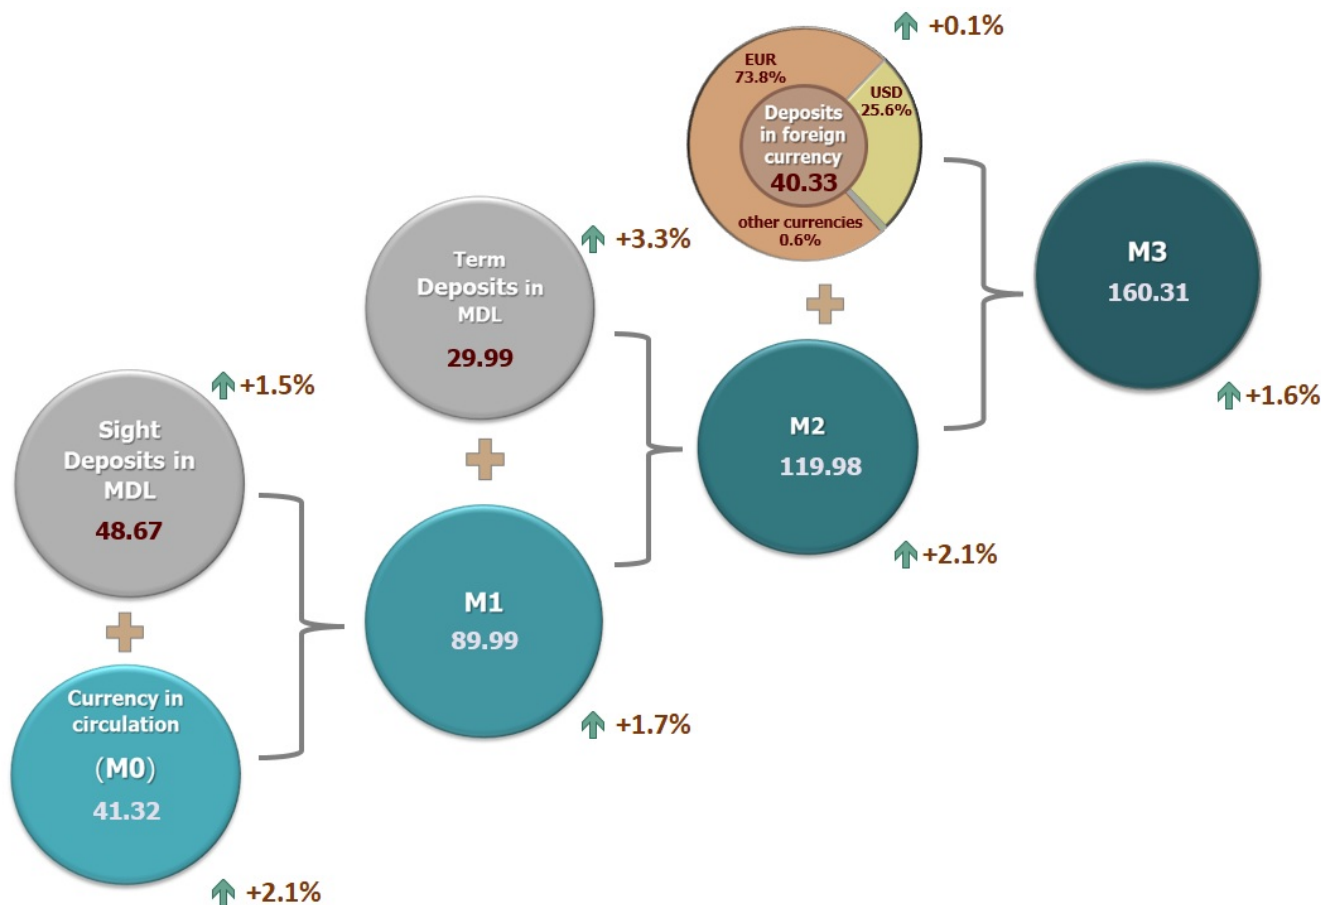 +0.1%
EUR
73.8%
USD
25.6%
Deposits
in foreign
currency
40.33
other currencies
0.6%
M3
160.31
+1.6%
Term
Deposits in
MDL
29.99
+3.3%
M2
119.98
+2.1%
Sight
Deposits in
MDL
48.67
+1.5%
M1
89.99
+1.7%
Currency in
circulation
(M0)
41.32
+2.1%